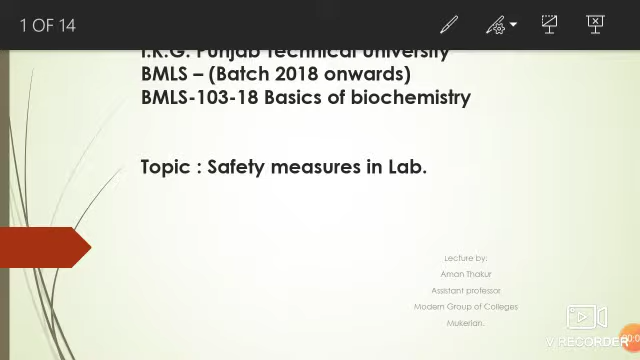 1 OF 14
I.K.G. Punjab Technical University
BMLS – (Batch 2018 onwards)
BMLS-103-18 Basics of biochemistry
Topic : Safety measures in Lab.
Lecture by:
Aman Thakur
Assistant professor
Modern Group of Colleges
Mukerian.
V RECORDER